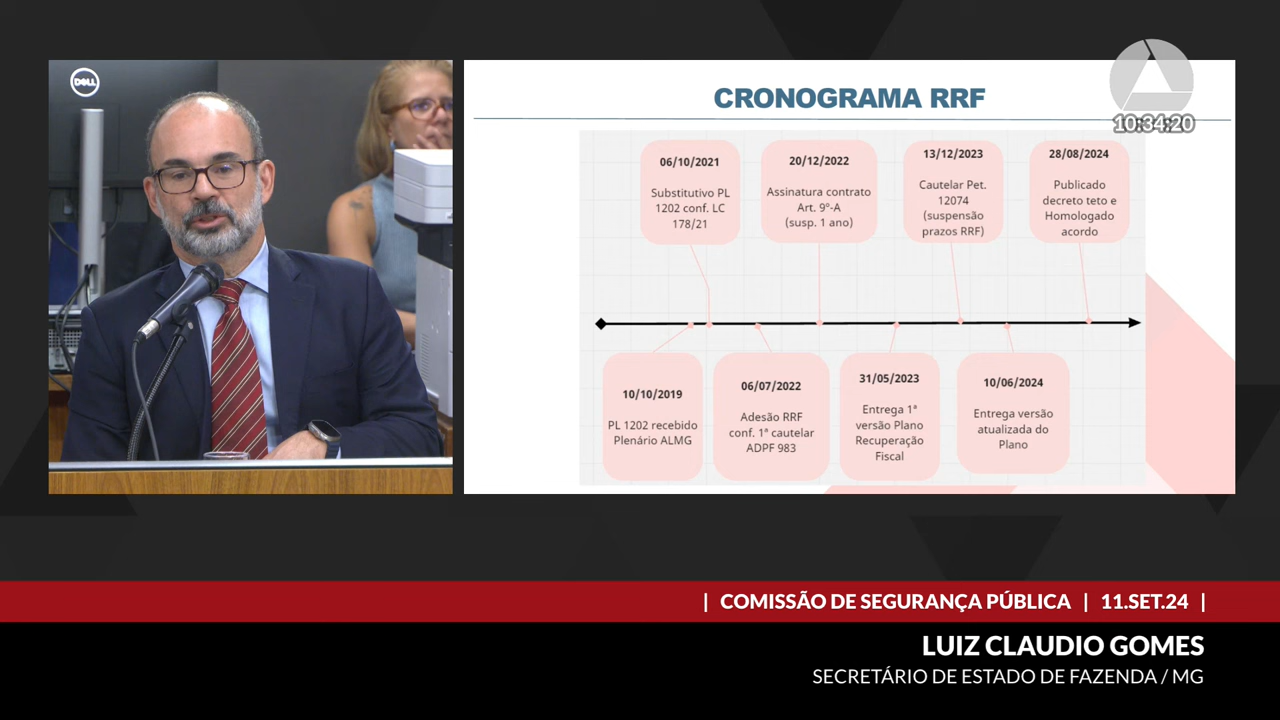 DELL
CRONOGRAMA RRF
10:34:20
06/10/2021
Substitutivo PL
1202 conf. LC
178/21
20/12/2022
Assinatura contrato
Art. 9º-A
(susp. 1 ano)
13/12/2023
Cautelar Pet.
12074
(suspensão
prazos RRF)
28/08/2024
Publicado
decreto teto e
Homologado
acordo
10/10/2019
PL 1202 recebido
Plenário ALMG
06/07/2022
Adesão RRF
conf. 1ª cautelar
ADPF 983
31/05/2023
Entrega 1ª
versão Plano
Recuperação
Fiscal
10/06/2024
Entrega versão
atualizada do
Plano
| COMISSÃO DE SEGURANÇA PÚBLICA | 11.SET.24 |
LUIZ CLAUDIO GOMES
SECRETÁRIO DE ESTADO DE FAZENDA / MG